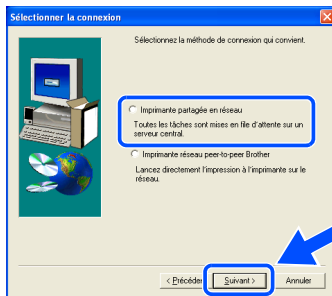 Sélectionner la connexion
Sélectionnez la méthode de connexion qui convient.
Imprimante partagée en réseau
Toutes les tâches sont mises en file d'attente sur un
serveur central.
Imprimante réseau peer-to-peer Brother
Lancez directement l'impression à l'imprimante sur le
réseau.
< Précéden
Suivant >
Annuler